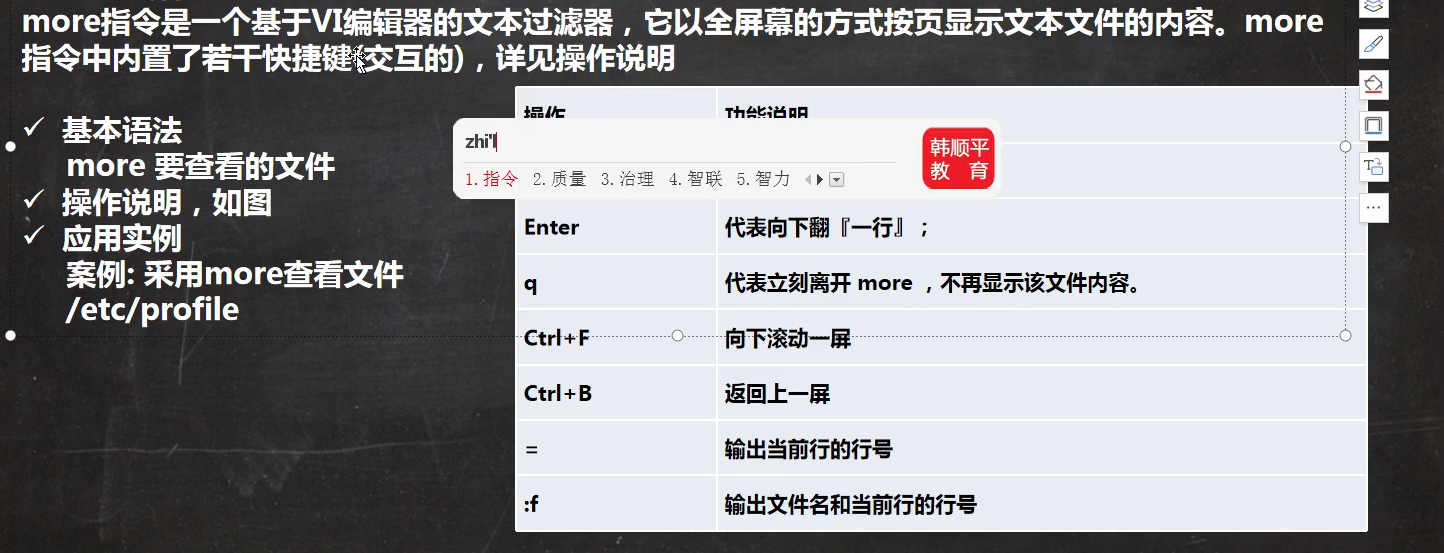 more指令是一个基于VI编辑器的文本过滤器，它以全屏幕的方式按页显示文本文件的内容。more
指令中内置了若干快捷键(交互的)，详见操作说明
✓ 基本语法
more 要查看的文件
✓ 操作说明，如图
✓ 应用实例
案例: 采用more查看文件
/etc/profile
操作 功能说明
zhi'l
1. 指令 2. 质量 3. 治理 4. 智联 5. 智力
韩顺平
教 育
Enter 代表向下翻『一行』；
q 代表立刻离开 more ，不再显示该文件内容。
Ctrl+F 向下滚动一屏
Ctrl+B 返回上一屏
= 输出当前行的行号
:f 输出文件名和当前行的行号